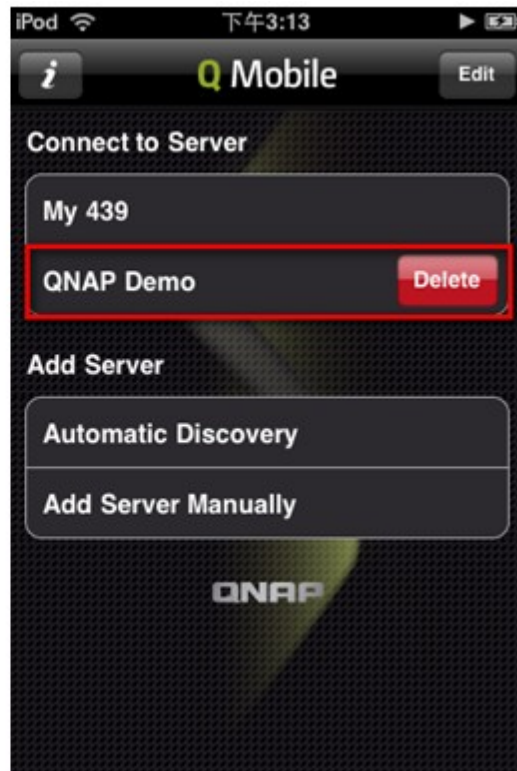 iPod 下午3:13
i Q Mobile Edit
Connect to Server
My 439
QNAP Demo Delete
Add Server
Automatic Discovery
Add Server Manually
QNAP